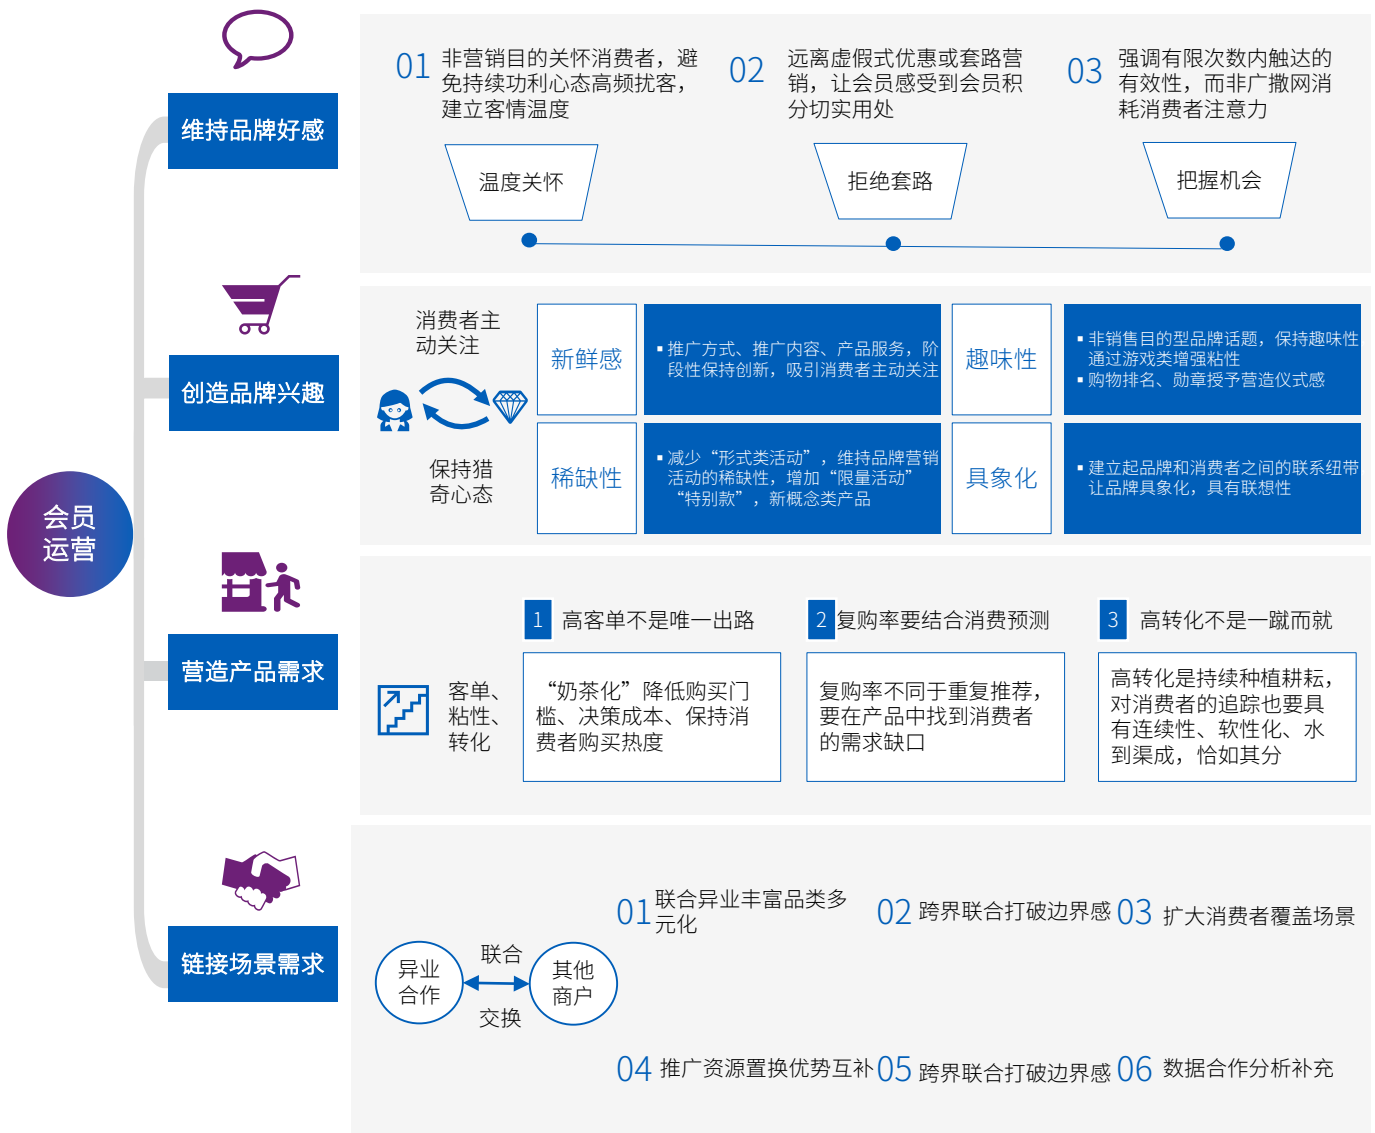 会员
运营
维持品牌好感
01
非营销目的关怀消费者，避
免持续功利心态高频扰客，
建立客情温度
02
远离虚假式优惠或套路营
销，让会员感受到会员积
分切实用处
03
强调有限次数内触达的
有效性，而非广撒网消
耗消费者注意力
温度关怀
拒绝套路
把握机会
创造品牌兴趣
消费者主
动关注
保持猎
奇心态
新鲜感
▪推广方式、推广内容、产品服务，阶
段性保持创新，吸引消费者主动关注
趣味性
▪非销售目的型品牌话题，保持趣味性
通过游戏类增强粘性
▪购物排名、勋章授予营造仪式感
稀缺性
▪减少“形式类活动”，维持品牌营销
活动的稀缺性，增加“限量活动”
“特别款”，新概念类产品
具象化
▪建立起品牌和消费者之间的联系纽带
让品牌具象化，具有联想性
营造产品需求
客单、
粘性、
转化
1 高客单不是唯一出路
“奶茶化”降低购买门
槛、决策成本、保持消
费者购买热度
2 复购率要结合消费预测
复购率不同于重复推荐，
要在产品中找到消费者
的需求缺口
3 高转化不是一蹴而就
高转化是持续种植耕耘，
对消费者的追踪也要具
有连续性、软性化、水
到渠成，恰如其分
链接场景需求
异业
合作
联合
交换
其他
商户
01
联合异业丰富品类多
元化
02 跨界联合打破边界感
03 扩大消费者覆盖场景
04 推广资源置换优势互补
05 跨界联合打破边界感
06 数据合作分析补充